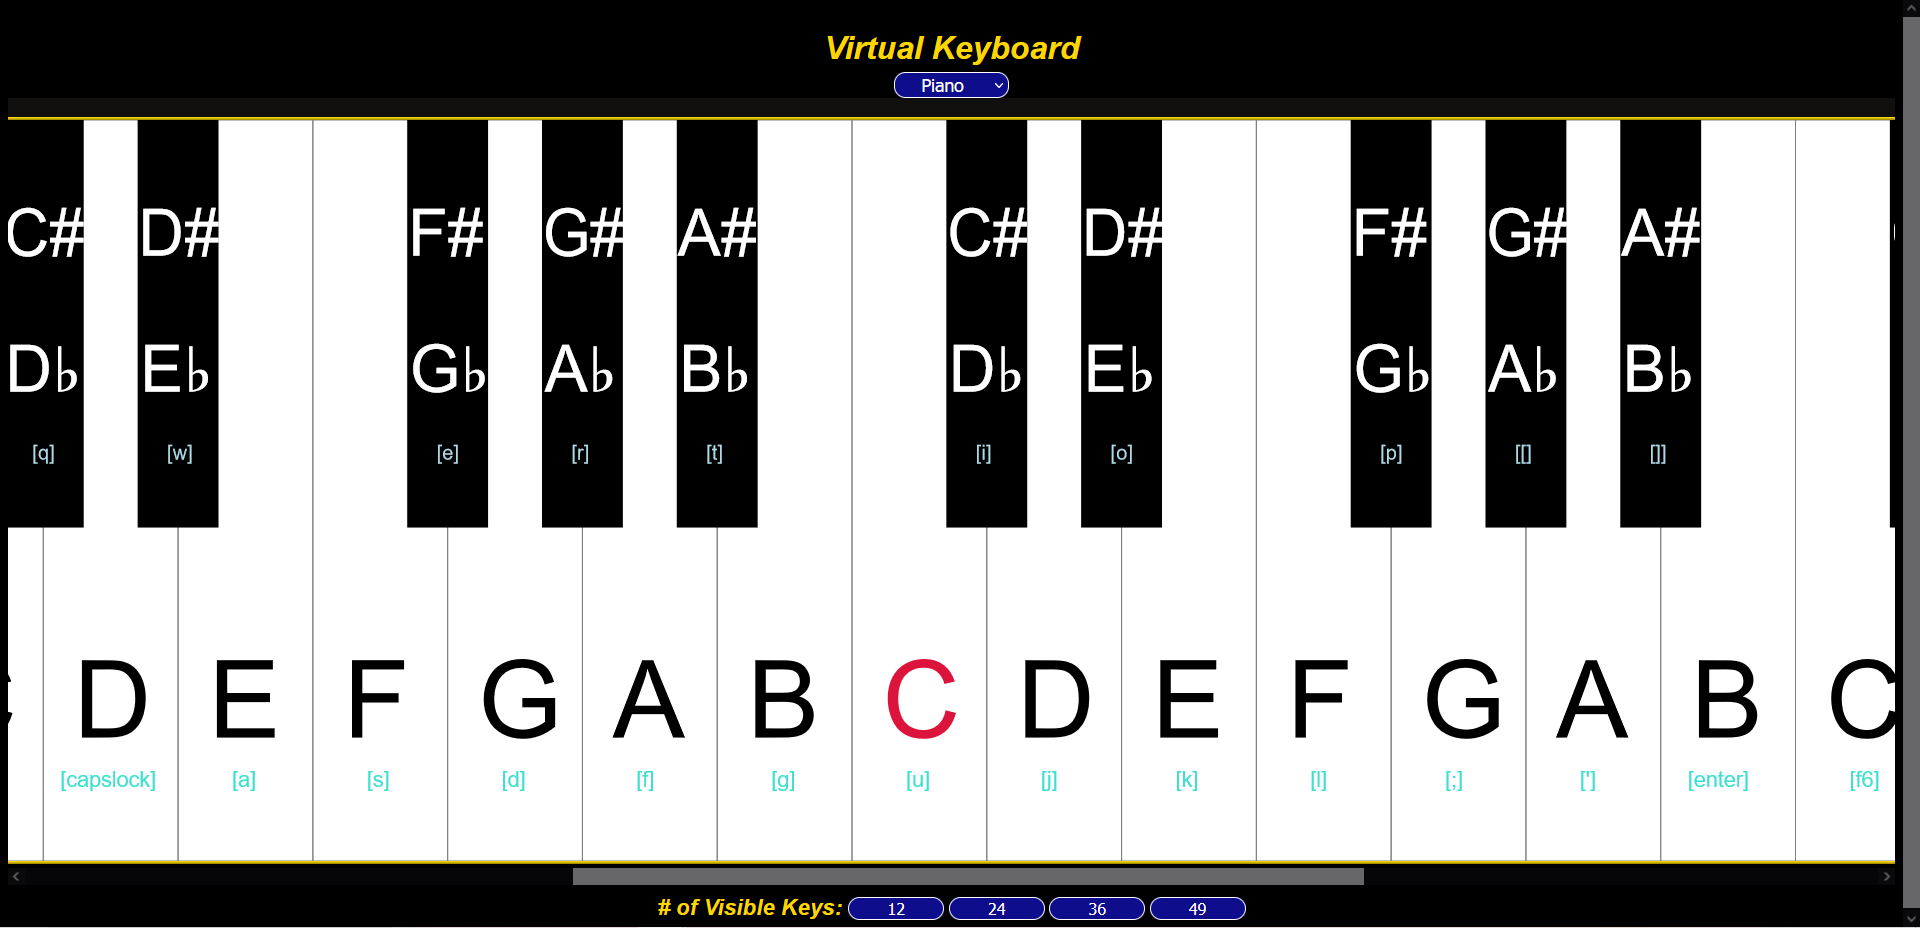 Virtual Keyboard
Piano
C# D# F# G# A# C# D# F# G# A#
D♭ E♭ G♭ A♭ B♭ D♭ E♭ G♭ A♭ B♭
[q] [w] [e] [r] [t] [i] [o] [p] [[] []]
C D E F G A B C D E F G A B C
[capslock] [a] [s] [d] [f] [g] [u] [j] [k] [l] [;] ['] [enter] [f6]
# of Visible Keys: 12 24 36 49